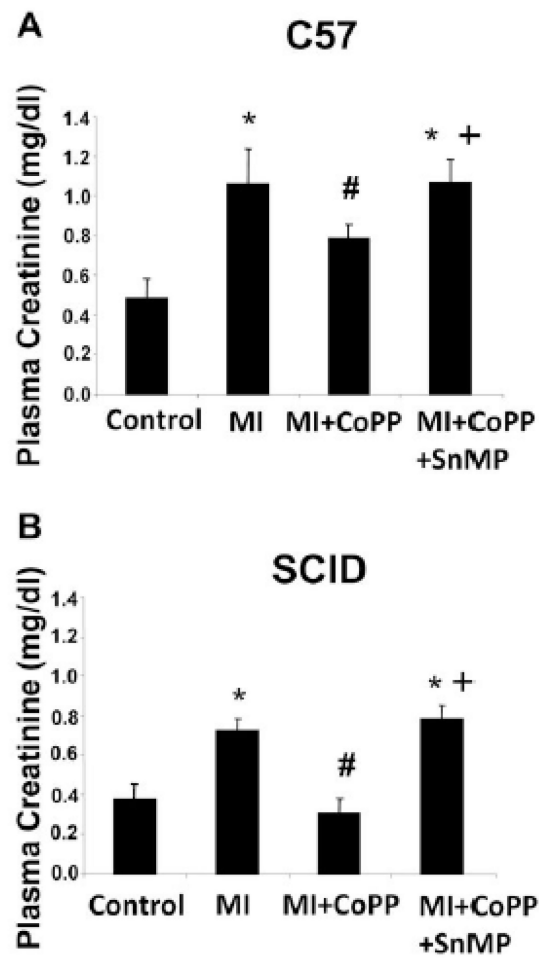 A
C57
Plasma Creatinine (mg/dl)
1.4
1.2
1.0
0.8
0.6
0.4
0.2
0.0
*
#
* +
Control MI MI+CoPP MI+CoPP
+SnMP
B
SCID
Plasma Creatinine (mg/dl)
1.4
1.2
1.0
0.8
0.6
0.4
0.2
0.0
*
#
* +
Control MI MI+CoPP MI+CoPP
+SnMP